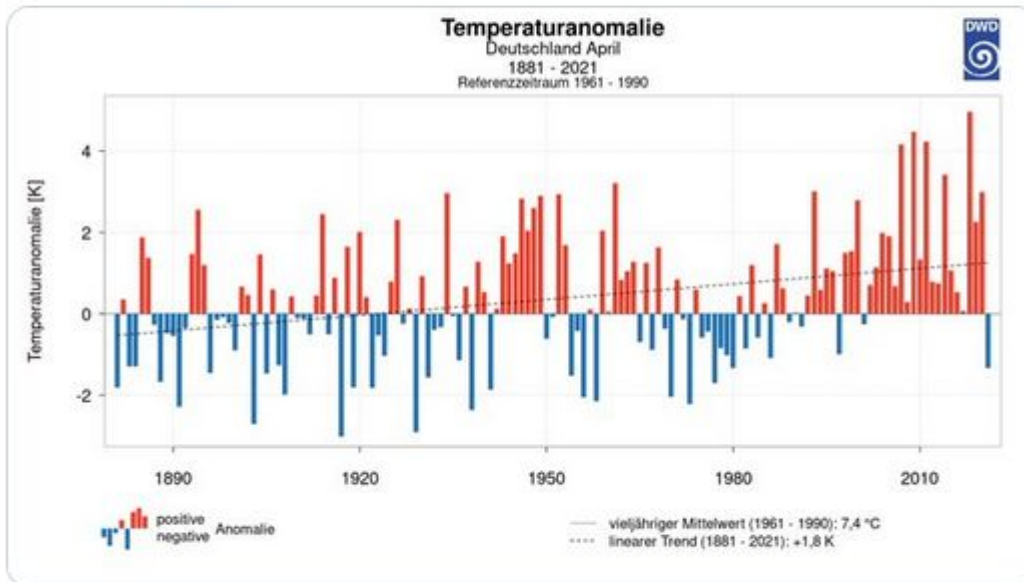 Temperaturanomalie
Deutschland April
1881 - 2021
Referenzzeitraum 1961 - 1990
DWD
Temperaturanomalie [K]
4
2
0
-2
1890 1920 1950 1980 2010
positive
negative
Anomalie
vieljähriger Mittelwert (1961 - 1990): 7,4 °C
linearer Trend (1881 - 2021): +1,8 K